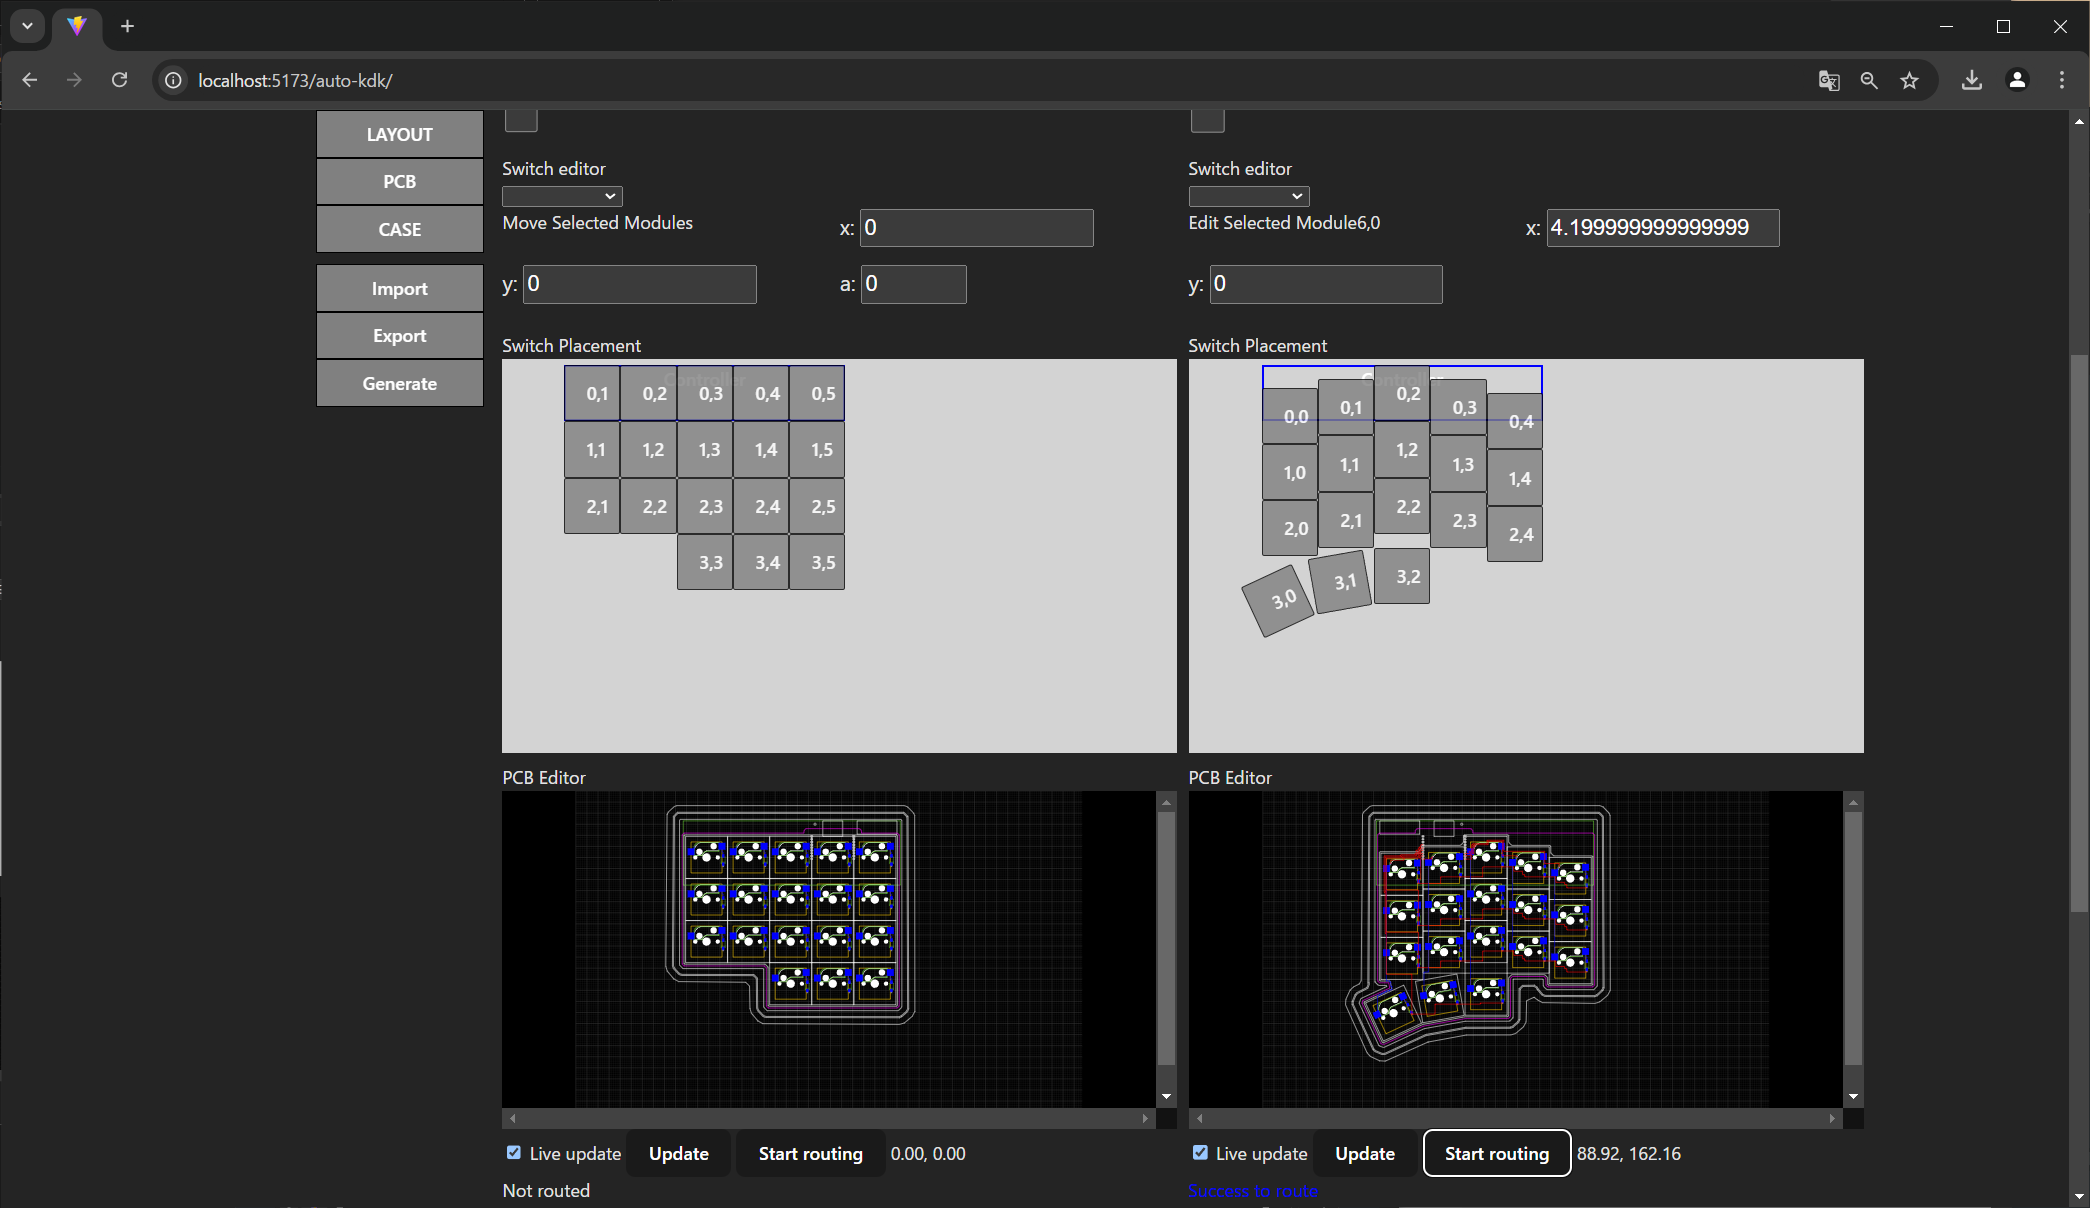 localhost:5173/auto-kdk/
LAYOUT
PCB
CASE
Import
Export
Generate
Switch editor
Move Selected Modules
x: 0
y: 0
a: 0
Switch Placement
Controller
0,1 0,2 0,3 0,4 0,5
1,1 1,2 1,3 1,4 1,5
2,1 2,2 2,3 2,4 2,5
3,3 3,4 3,5
PCB Editor
Live update Update Start routing 0.00, 0.00
Not routed
Switch editor
Edit Selected Module6,0
x: 4.199999999999999
y: 0
Switch Placement
Controller
0,0 0,1 0,2 0,3 0,4
1,0 1,1 1,2 1,3 1,4
2,0 2,1 2,2 2,3 2,4
3,0 3,1 3,2
PCB Editor
Live update Update Start routing 88.92, 162.16
Success to route